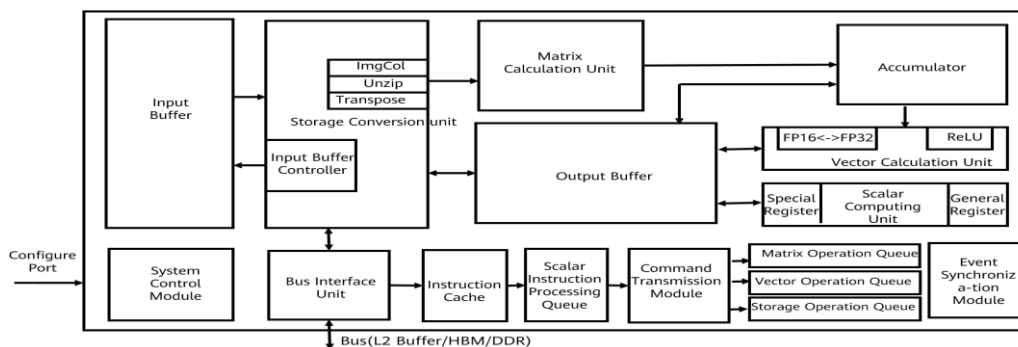 Input
Buffer
ImgCol
Unzip
Transpose
Storage Conversion unit
Input Buffer
Controller
Matrix
Calculation Unit
Accumulator
FP16<->FP32
ReLU
Vector Calculation Unit
Output Buffer
Special
Register
Scalar
Computing
Unit
General
Register
Configure
Port
System
Control
Module
Bus Interface
Unit
Instruction
Cache
Scalar
Instruction
Processing
Queue
Command
Transmission
Module
Matrix Operation Queue
Vector Operation Queue
Storage Operation Queue
Event
Synchroniz
a-tion
Module
Bus(L2 Buffer/HBM/DDR)